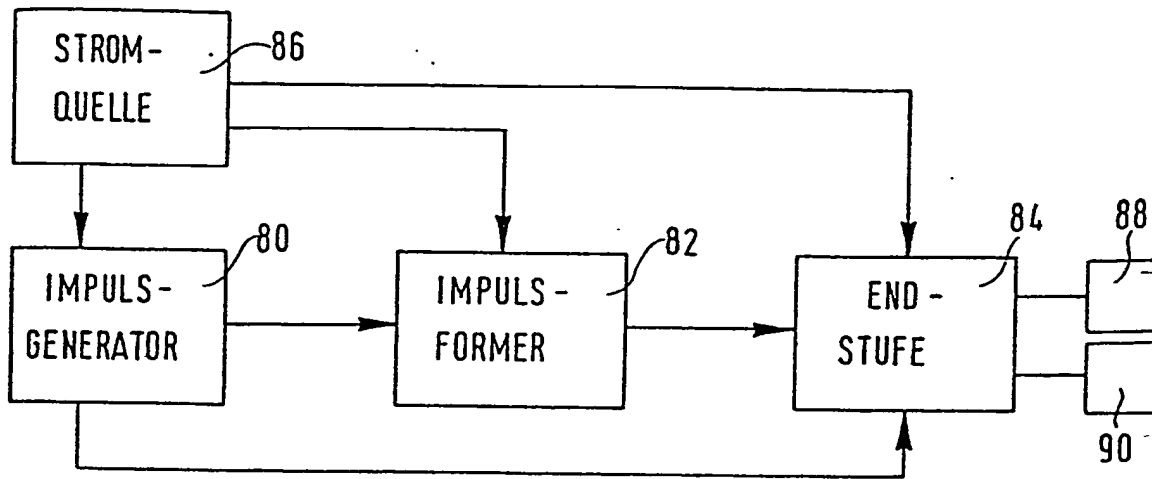 STROM-
QUELLE
86
IMPULS-
GENERATOR
80
IMPULS-
FORMER
82
END-
STUFE
84
88
90